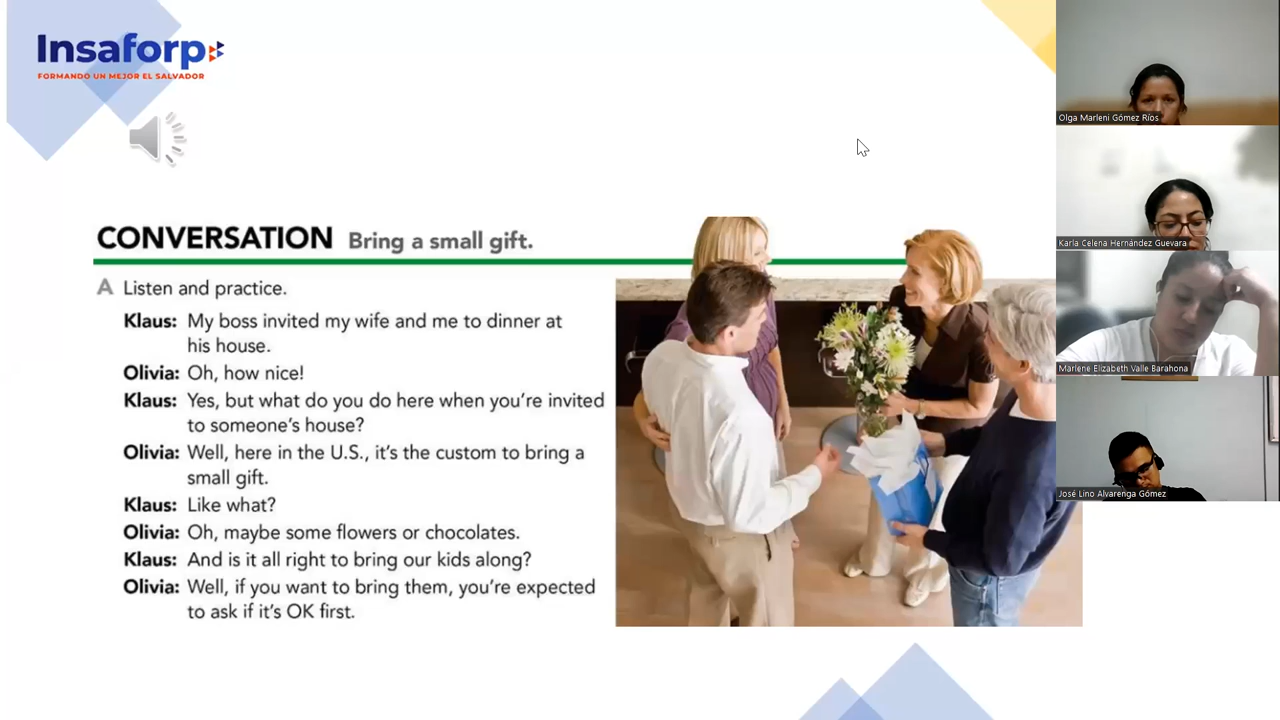 Insaforp
FORMANDO UN MEJOR EL SALVADOR
CONVERSATION Bring a small gift.
A Listen and practice.
Klaus: My boss invited my wife and me to dinner at
his house.
Olivia: Oh, how nice!
Klaus: Yes, but what do you do here when you’re invited
to someone’s house?
Olivia: Well, here in the U.S., it’s the custom to bring a
small gift.
Klaus: Like what?
Olivia: Oh, maybe some flowers or chocolates.
Klaus: And is it all right to bring our kids along?
Olivia: Well, if you want to bring them, you’re expected
to ask if it’s OK first.
Olga Marleni Gómez Ríos
Karla Celena Hernández Guevara
Marlene Elizabeth Valle Barahona
José Lino Alvarenga Gómez